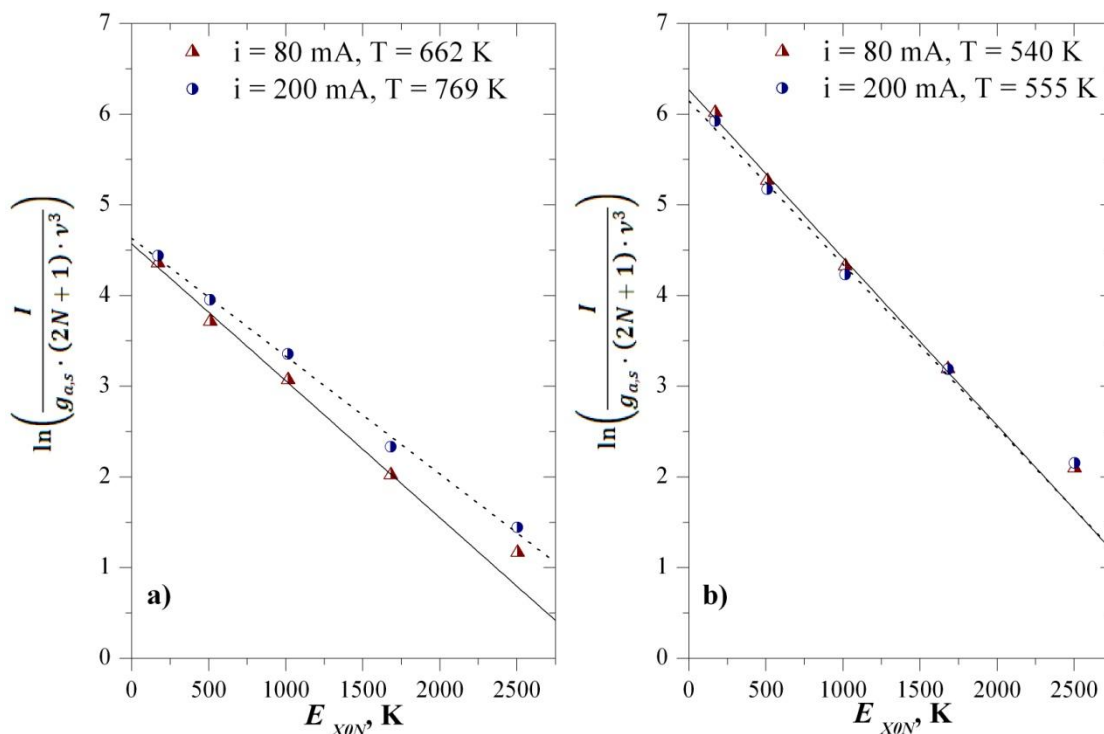 7
6
5
4
3
2
1
0
i = 80 mA, T = 662 K
i = 200 mA, T = 769 K
ln( I / g_{a,s} · (2N + 1) · ν^3 )
a)
0 500 1000 1500 2000 2500
E_{X0N}, K
7
6
5
4
3
2
1
0
i = 80 mA, T = 540 K
i = 200 mA, T = 555 K
ln( I / g_{a,s} · (2N + 1) · ν^3 )
b)
0 500 1000 1500 2000 2500
E_{X0N}, K